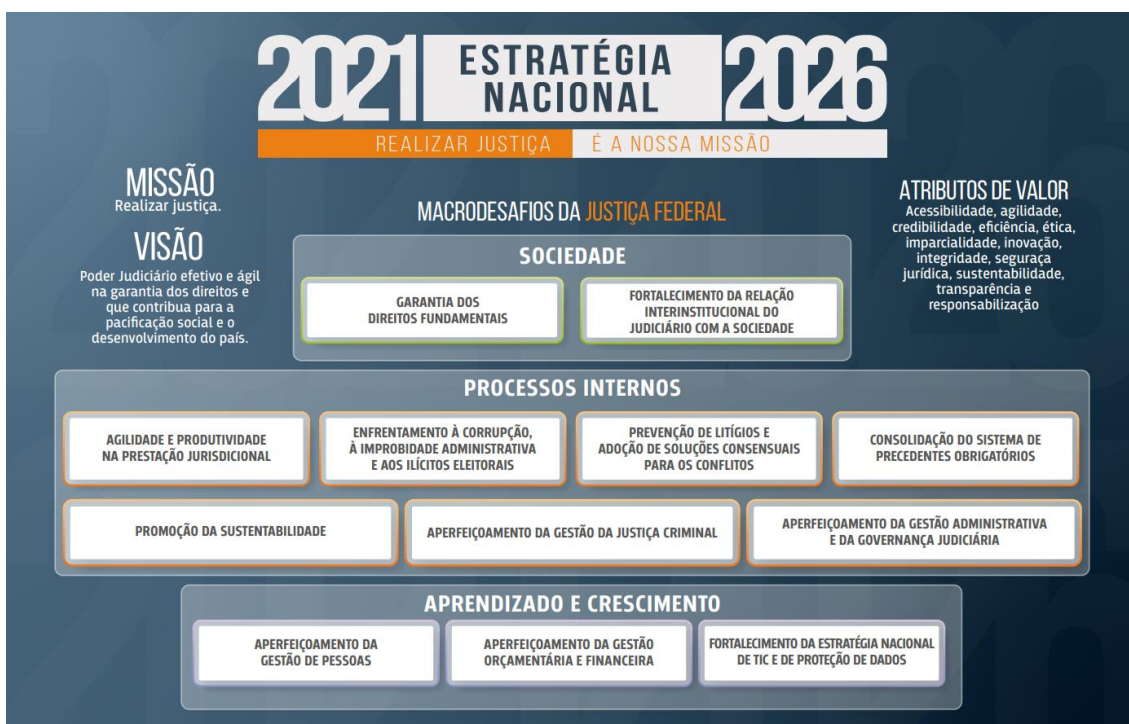 2021 ESTRATÉGIA NACIONAL 2026
REALIZAR JUSTIÇA É A NOSSA MISSÃO
MISSÃO
Realizar justiça.
VISÃO
Poder Judiciário efetivo e ágil
na garantia dos direitos e
que contribua para a
pacificação social e o
desenvolvimento do país.
MACRODESAFIOS DA JUSTIÇA FEDERAL
ATRIBUTOS DE VALOR
Acessibilidade, agilidade,
credibilidade, eficiência, ética,
imparcialidade, inovação,
integridade, seguraça
jurídica, sustentabilidade,
transparência e
responsabilização
SOCIEDADE
GARANTIA DOS
DIREITOS FUNDAMENTAIS
FORTALECIMENTO DA RELAÇÃO
INTERINSTITUCIONAL DO
JUDICIÁRIO COM A SOCIEDADE
PROCESSOS INTERNOS
AGILIDADE E PRODUTIVIDADE
NA PRESTAÇÃO JURISDICIONAL
ENFRENTAMENTO À CORRUPÇÃO,
À IMPROBIDADE ADMINISTRATIVA
E AOS ILÍCITOS ELEITORAIS
PREVENÇÃO DE LITÍGIOS E
ADOÇÃO DE SOLUÇÕES CONSENSUAIS
PARA OS CONFLITOS
CONSOLIDAÇÃO DO SISTEMA DE
PRECEDENTES OBRIGATÓRIOS
PROMOÇÃO DA SUSTENTABILIDADE
APERFEIÇOAMENTO DA GESTÃO DA JUSTIÇA CRIMINAL
APERFEIÇOAMENTO DA GESTÃO ADMINISTRATIVA
E DA GOVERNANÇA JUDICIÁRIA
APRENDIZADO E CRESCIMENTO
APERFEIÇOAMENTO DA
GESTÃO DE PESSOAS
APERFEIÇOAMENTO DA GESTÃO
ORÇAMENTÁRIA E FINANCEIRA
FORTALECIMENTO DA ESTRATÉGIA NACIONAL
DE TIC E DE PROTEÇÃO DE DADOS